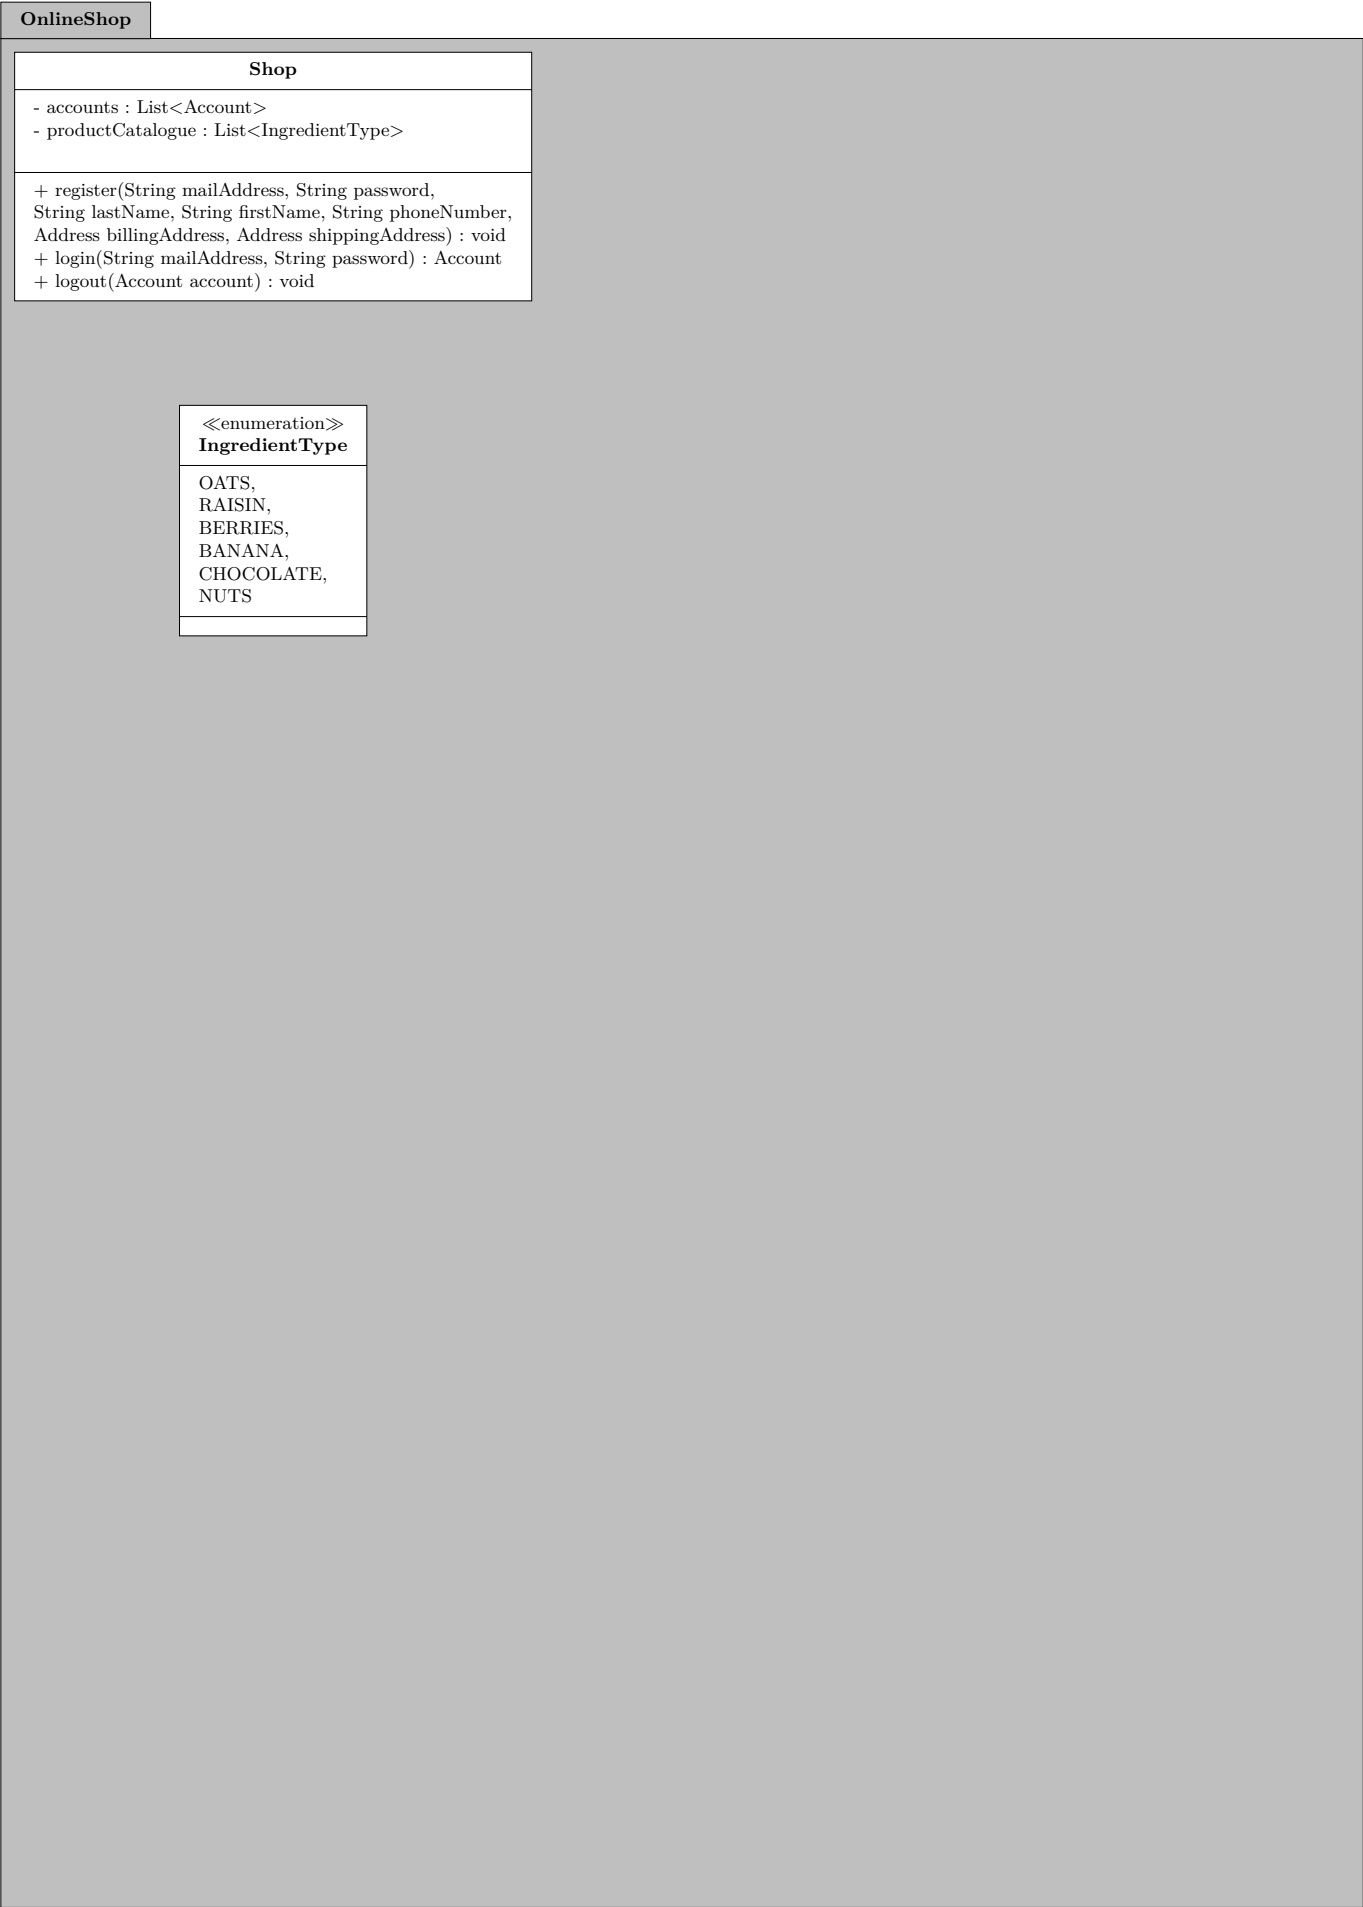 OnlineShop
Shop
- accounts : List<Account>
- productCatalogue : List<IngredientType>
+ register(String mailAddress, String password,
String lastName, String firstName, String phoneNumber,
Address billingAddress, Address shippingAddress) : void
+ login(String mailAddress, String password) : Account
+ logout(Account account) : void
≪enumeration≫
IngredientType
OATS,
RAISIN,
BERRIES,
BANANA,
CHOCOLATE,
NUTS